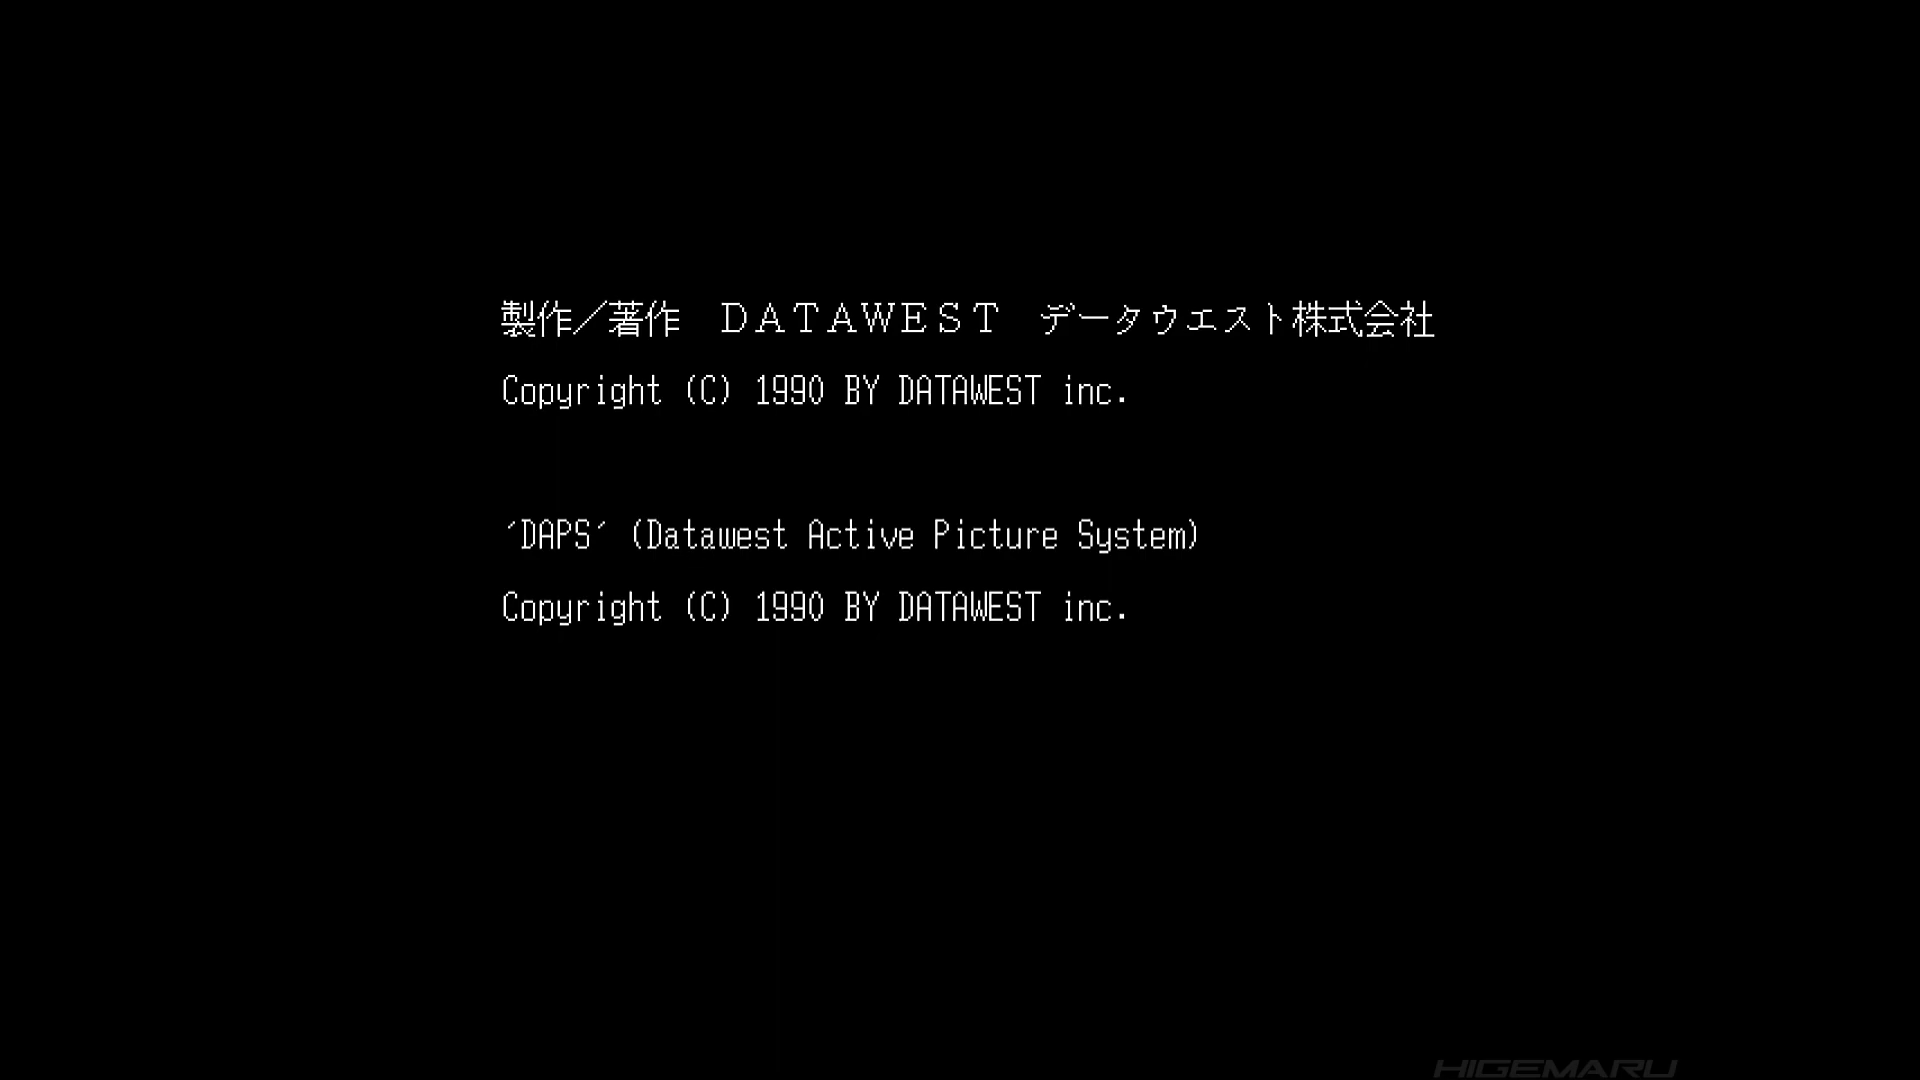 製作／著作　ＤＡＴＡＷＥＳＴ　データウエスト株式会社
Copyright (C) 1990 BY DATAWEST inc.
´DAPS´ (Datawest Active Picture System)
Copyright (C) 1990 BY DATAWEST inc.
HIGEMARU